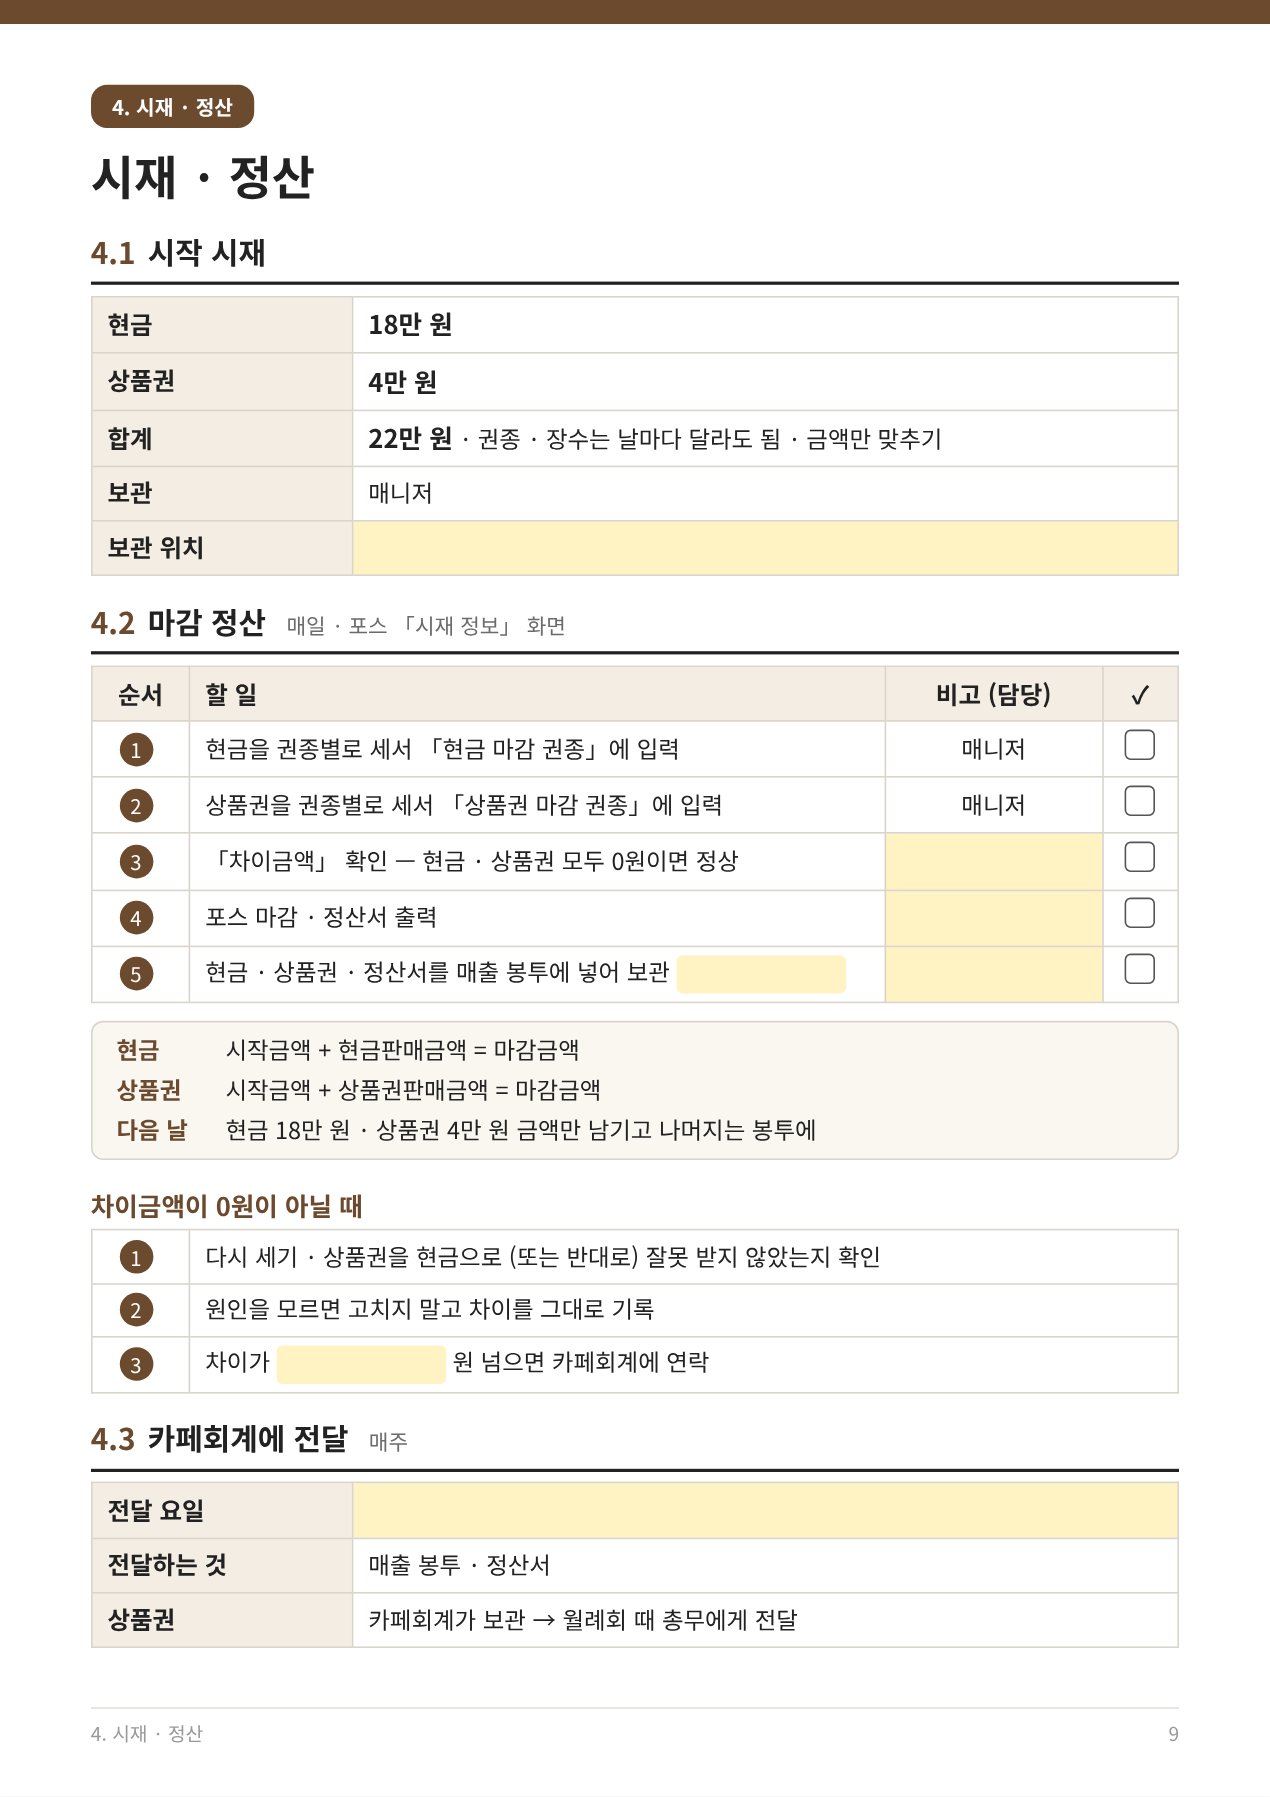 4. 시재 · 정산
시재 · 정산
4.1 시작 시재
현금 18만 원
상품권 4만 원
합계 22만 원 · 권종 · 장수는 날마다 달라도 됨 · 금액만 맞추기
보관 매니저
보관 위치
4.2 마감 정산 매일 · 포스 「시재 정보」 화면
순서 할 일 비고 (담당) ✓
1 현금을 권종별로 세서 「현금 마감 권종」에 입력 매니저
2 상품권을 권종별로 세서 「상품권 마감 권종」에 입력 매니저
3 「차이금액」 확인 — 현금 · 상품권 모두 0원이면 정상
4 포스 마감 · 정산서 출력
5 현금 · 상품권 · 정산서를 매출 봉투에 넣어 보관
현금 시작금액 + 현금판매금액 = 마감금액
상품권 시작금액 + 상품권판매금액 = 마감금액
다음 날 현금 18만 원 · 상품권 4만 원 금액만 남기고 나머지는 봉투에
차이금액이 0원이 아닐 때
1 다시 세기 · 상품권을 현금으로 (또는 반대로) 잘못 받지 않았는지 확인
2 원인을 모르면 고치지 말고 차이를 그대로 기록
3 차이가 원 넘으면 카페회계에 연락
4.3 카페회계에 전달 매주
전달 요일
전달하는 것 매출 봉투 · 정산서
상품권 카페회계가 보관 → 월례회 때 총무에게 전달
4. 시재 · 정산 9